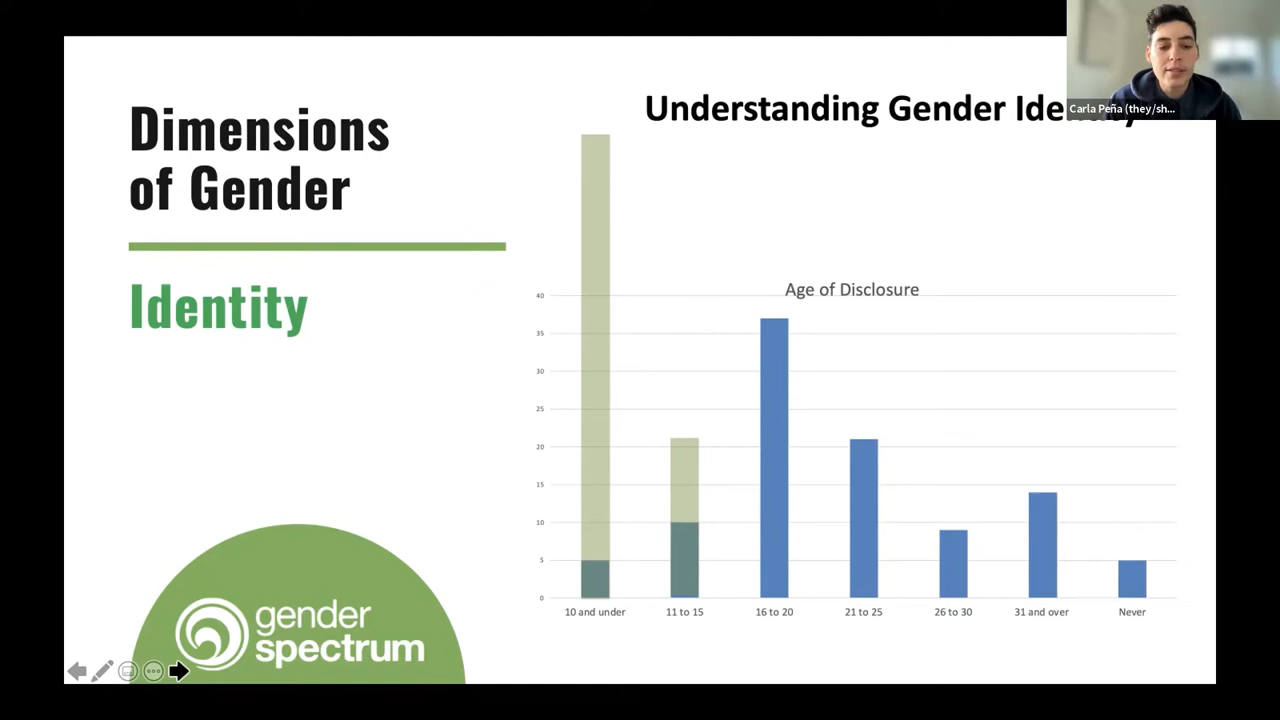 Dimensions
of Gender
Identity
gender
spectrum
Understanding Gender
Carla Peña (they/sh...
Age of Disclosure
40
35
30
25
20
15
10
5
0
10 and under
11 to 15
16 to 20
21 to 25
26 to 30
31 and over
Never